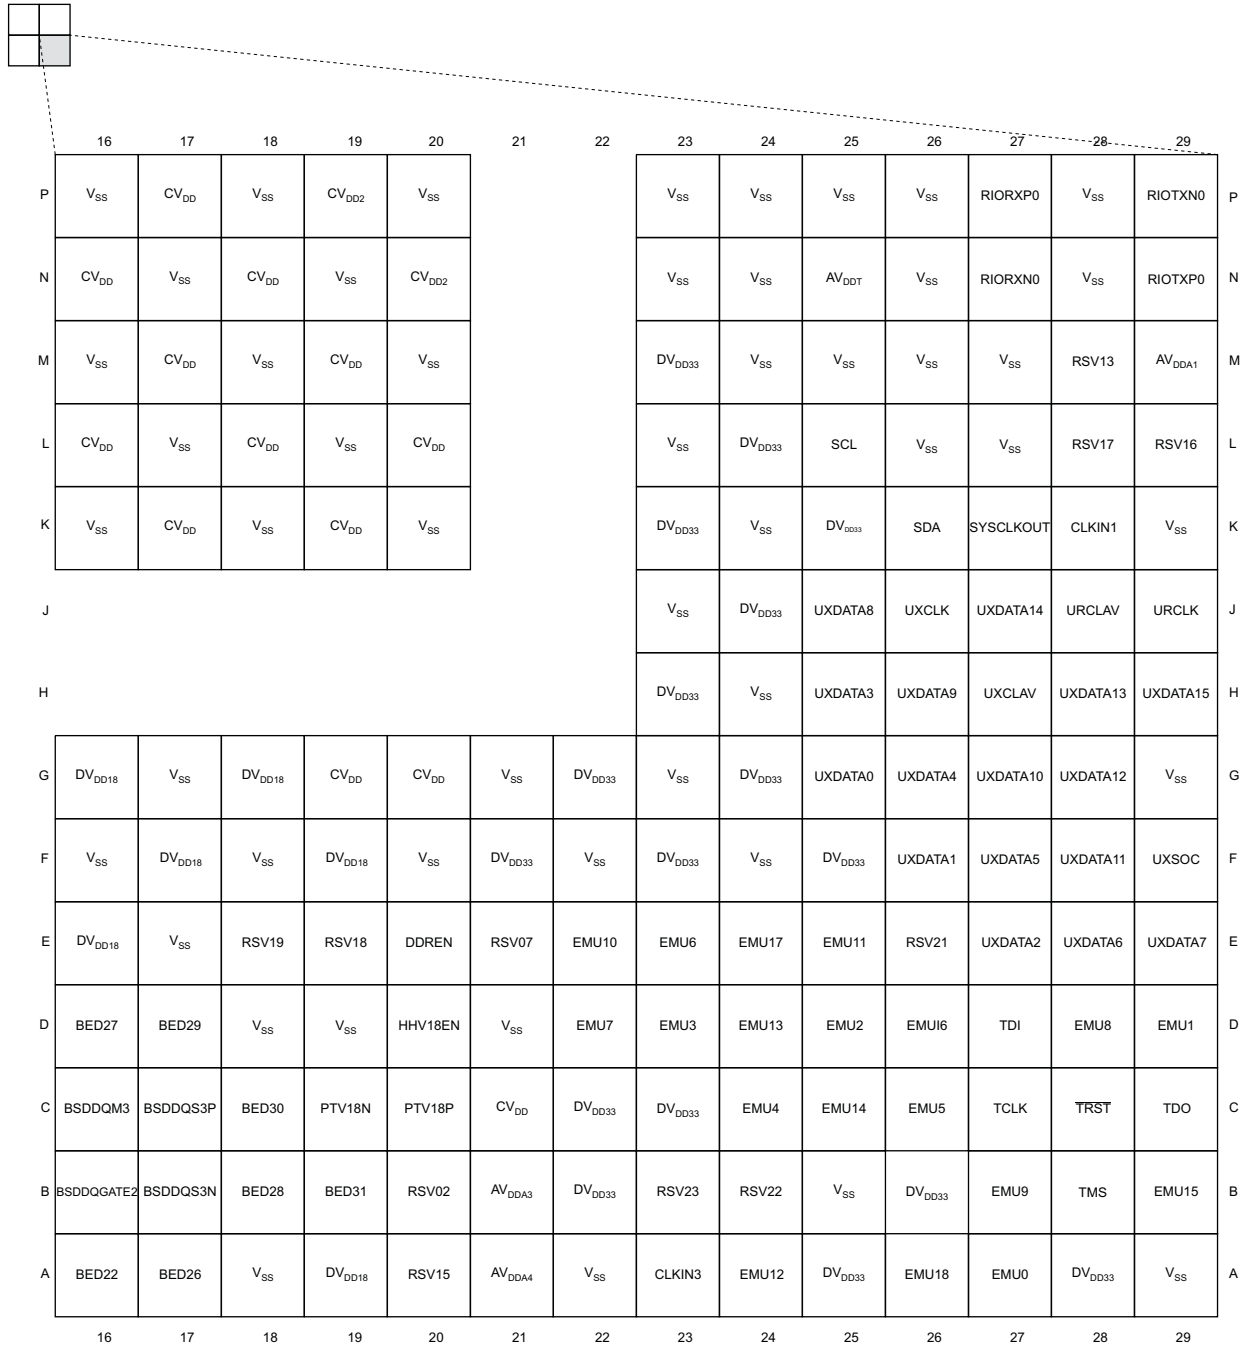 16 17 18 19 20 21 22 23 24 25 26 27 28 29
P VSS CVDD VSS CVDD2 VSS VSS VSS VSS VSS RIORXP0 VSS RIOTXN0 P
N CVDD VSS CVDD VSS CVDD2 VSS VSS AVDDT VSS RIORXN0 VSS RIOTXP0 N
M VSS CVDD VSS CVDD VSS DVDD33 VSS VSS VSS VSS RSV13 AVDDA1 M
L CVDD VSS CVDD VSS CVDD VSS DVDD33 SCL VSS VSS RSV17 RSV16 L
K VSS CVDD VSS CVDD VSS DVDD33 VSS DVDD33 SDA SYSCLKOUT CLKIN1 VSS K
J VSS DVDD33 UXDATA8 UXCLK UXDATA14 URCLAV URCLK J
H DVDD33 VSS UXDATA3 UXDATA9 UXCLAV UXDATA13 UXDATA15 H
G DVDD18 VSS DVDD18 CVDD CVDD VSS DVDD33 VSS DVDD33 UXDATA0 UXDATA4 UXDATA10 UXDATA12 VSS G
F VSS DVDD18 VSS DVDD18 VSS DVDD33 VSS DVDD33 VSS DVDD33 UXDATA1 UXDATA5 UXDATA11 UXSOC F
E DVDD18 VSS RSV19 RSV18 DDREN RSV07 EMU10 EMU6 EMU17 EMU11 RSV21 UXDATA2 UXDATA6 UXDATA7 E
D BED27 BED29 VSS VSS HHV18EN VSS EMU7 EMU3 EMU13 EMU2 EMUI6 TDI EMU8 EMU1 D
C BSDDQM3 BSDDQS3P BED30 PTV18N PTV18P CVDD DVDD33 DVDD33 EMU4 EMU14 EMU5 TCLK TRST TDO C
B BSDDQGATE2 BSDDQS3N BED28 BED31 RSV02 AVDDA3 DVDD33 RSV23 RSV22 VSS DVDD33 EMU9 TMS EMU15 B
A BED22 BED26 VSS DVDD18 RSV15 AVDDA4 VSS CLKIN3 EMU12 DVDD33 EMU18 EMU0 DVDD33 VSS A
16 17 18 19 20 21 22 23 24 25 26 27 28 29